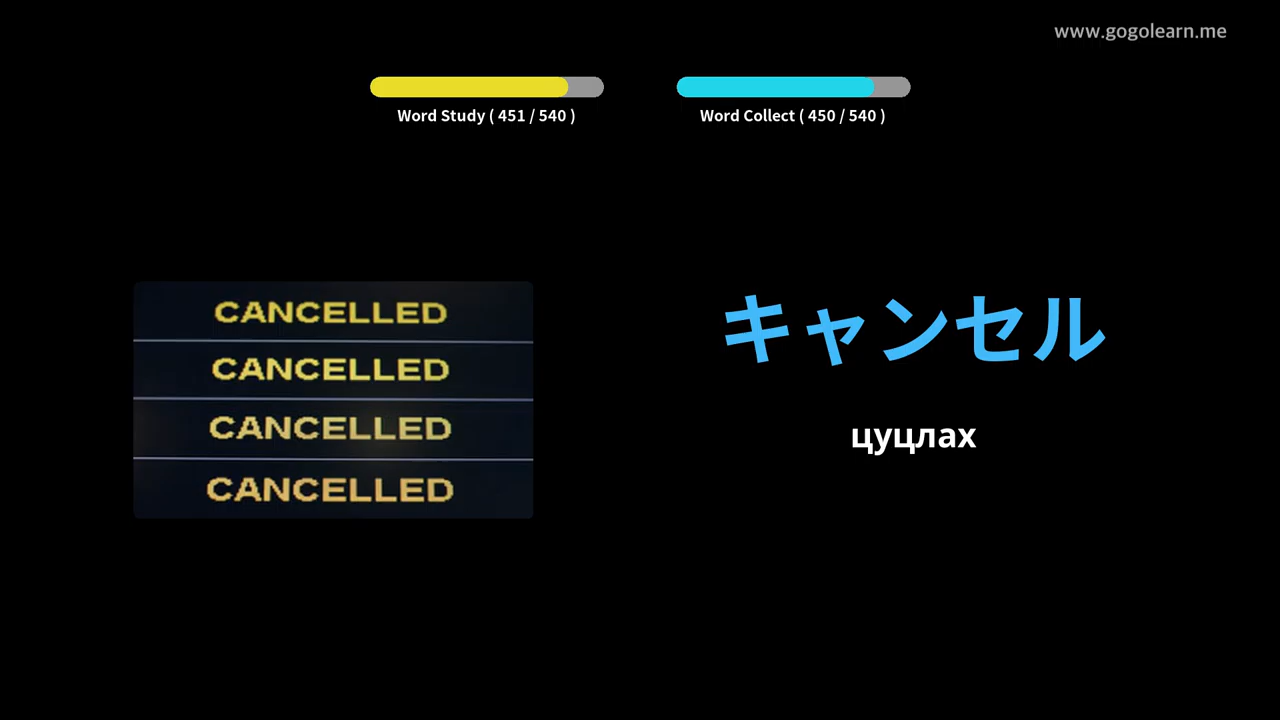 www.gogolearn.me
Word Study ( 451 / 540 )
Word Collect ( 450 / 540 )
CANCELLED
CANCELLED
CANCELLED
CANCELLED
キャンセル
цуцлах